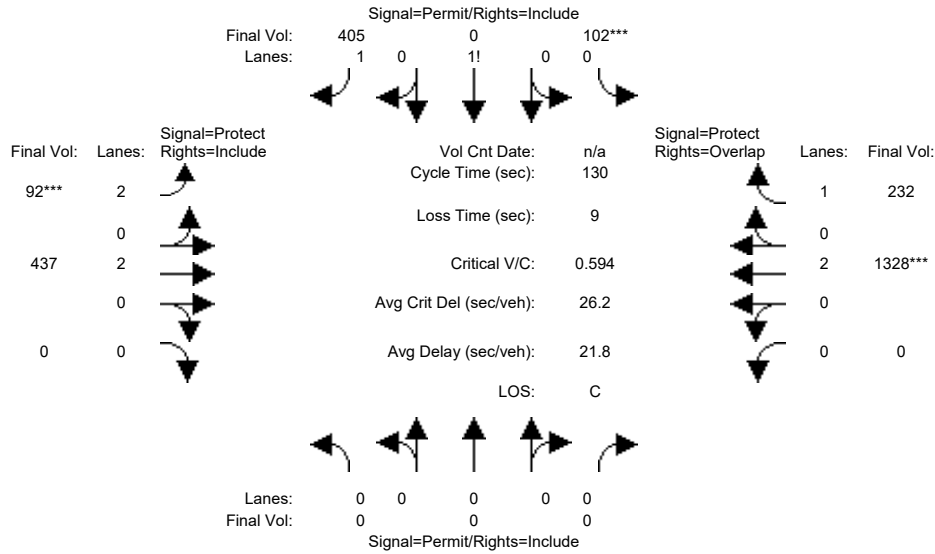 Signal=Permit/Rights=Include
Final Vol: 405 0 102***
Lanes: 1 0 1! 0 0
Signal=Protect Signal=Protect
Final Vol: Lanes: Rights=Include Vol Cnt Date: n/a Rights=Overlap Lanes: Final Vol:
Cycle Time (sec): 130
92*** 2 1 232
Loss Time (sec): 9
0 0
437 2 Critical V/C: 0.594 2 1328***
0 Avg Crit Del (sec/veh): 26.2 0
0 0 Avg Delay (sec/veh): 21.8 0 0
LOS: C
Lanes: 0 0 0 0 0
Final Vol: 0 0 0
Signal=Permit/Rights=Include